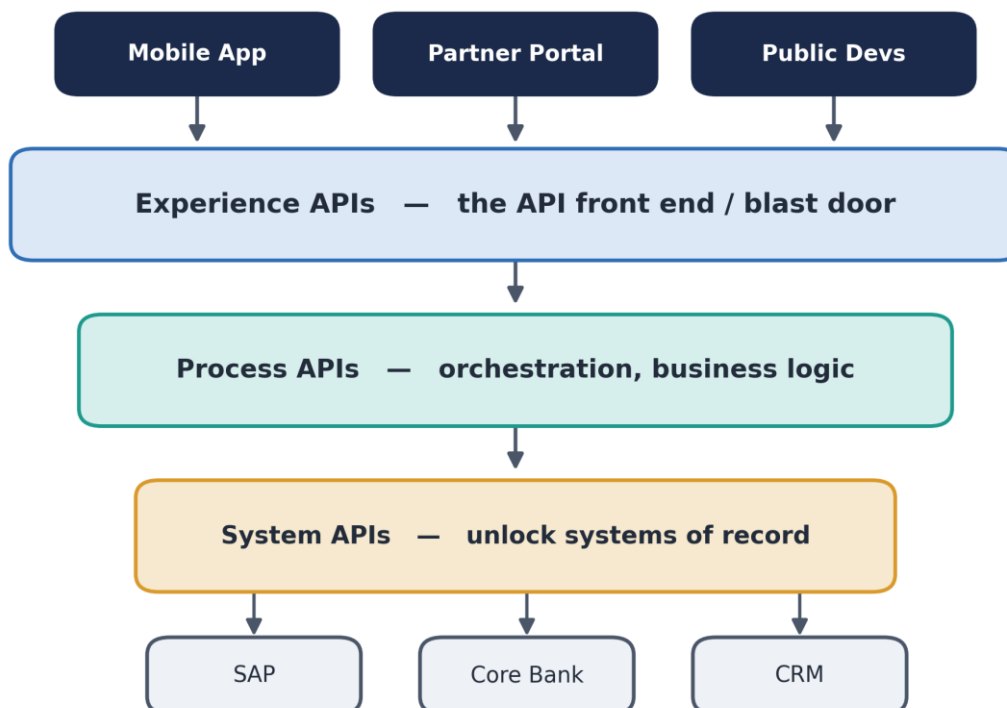 Mobile App
Partner Portal
Public Devs
Experience APIs — the API front end / blast door
Process APIs — orchestration, business logic
System APIs — unlock systems of record
SAP
Core Bank
CRM